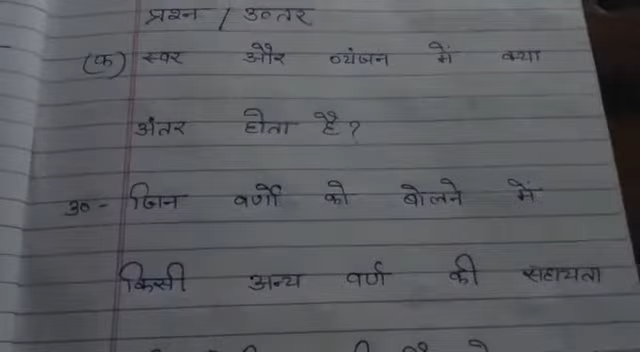 प्रश्न / उत्तर
(क) स्वर और व्यंजन में क्या
अंतर होता है?
उ०- जिन वर्णों को बोलने में
किसी अन्य वर्ण की सहायता